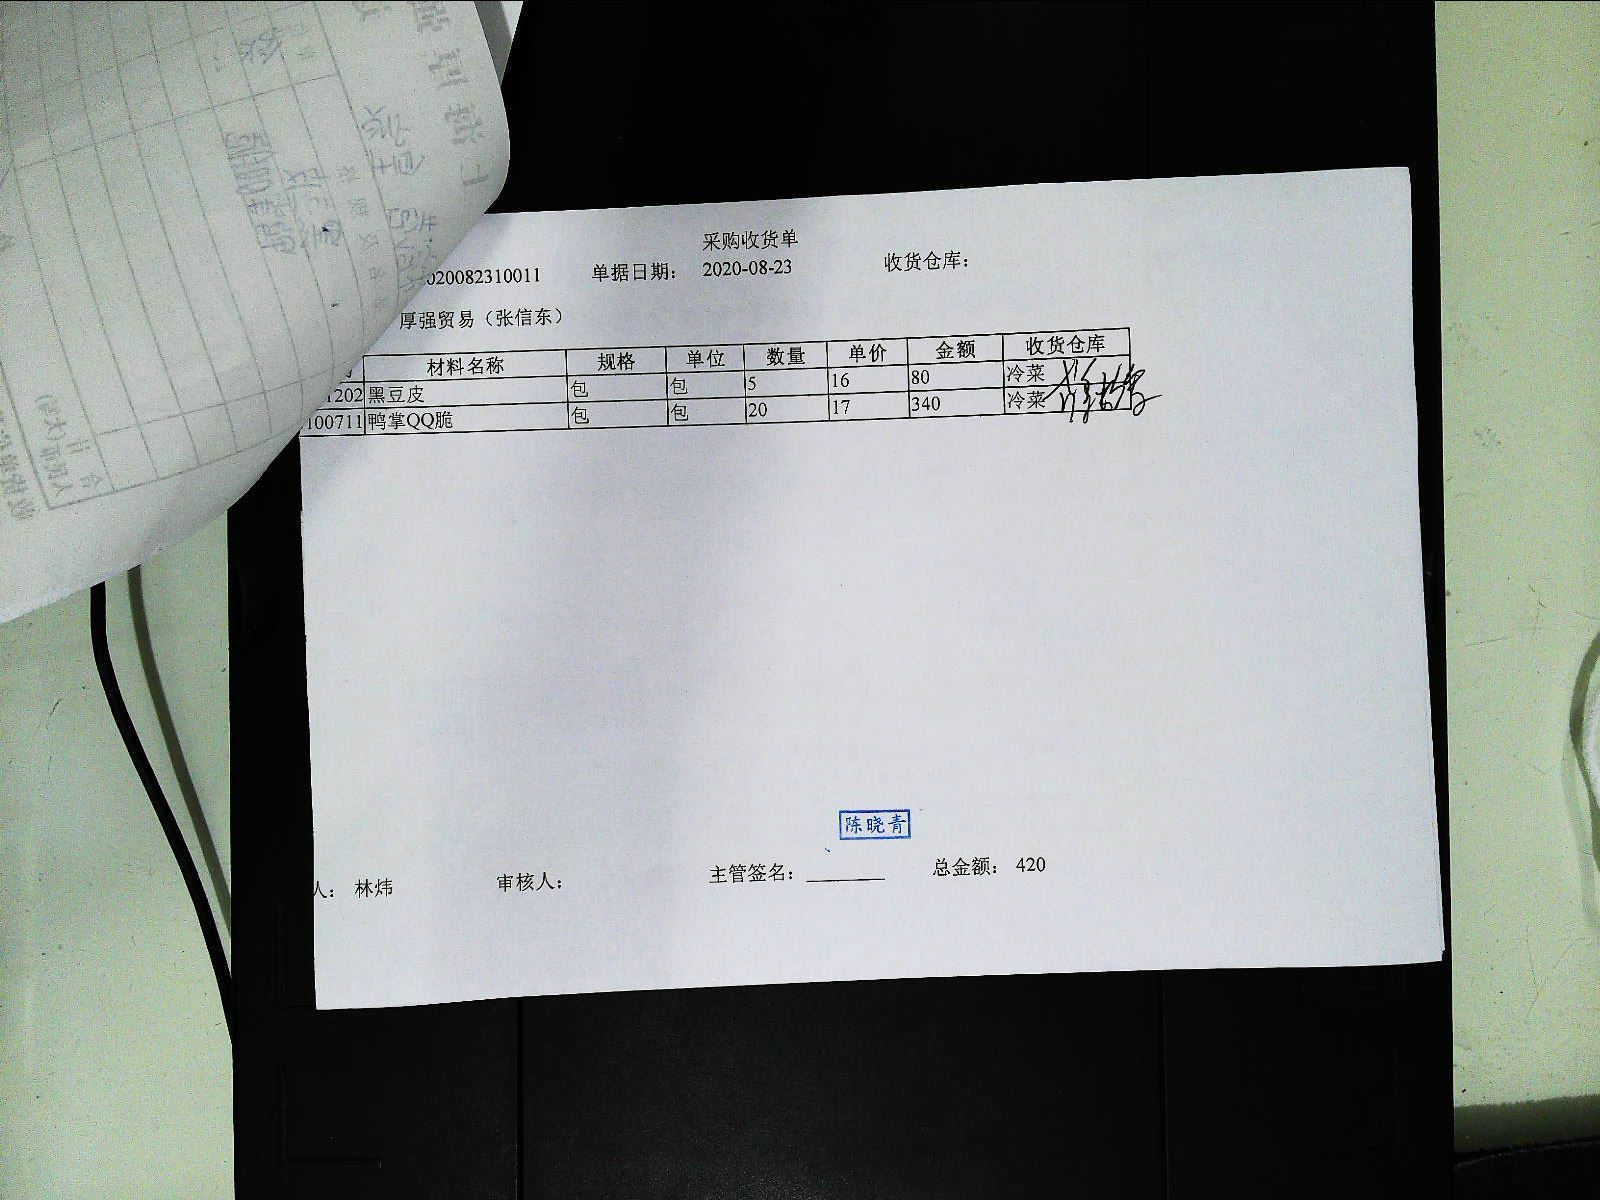 采购收货单
020082310011 单据日期： 2020-08-23 收货仓库：
厚强贸易（张信东）
材料名称 规格 单位 数量 单价 金额 收货仓库
1202 黑豆皮 包 包 5 16 80 冷菜
100711 鸭掌QQ脆 包 包 20 17 340 冷菜
陈晓青
人： 林炜 审核人： 主管签名： 总金额： 420